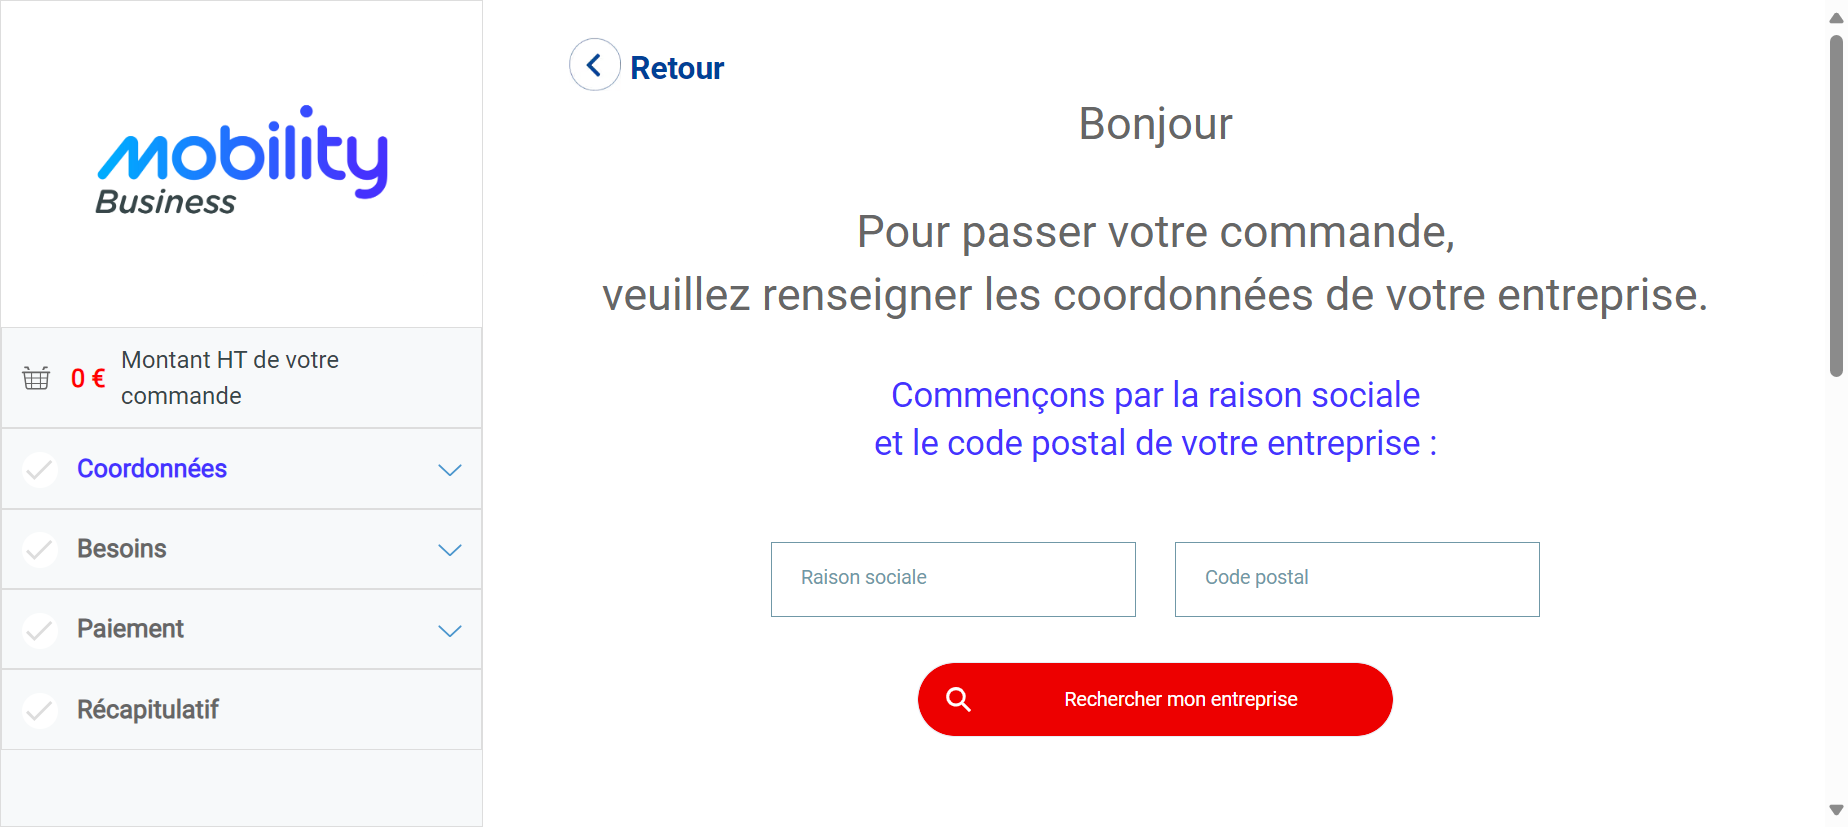 mobility
Business
0 €
Montant HT de votre
commande
Coordonnées
Besoins
Paiement
Récapitulatif
Retour
Bonjour
Pour passer votre commande,
veuillez renseigner les coordonnées de votre entreprise.
Commençons par la raison sociale
et le code postal de votre entreprise :
Raison sociale
Code postal
Rechercher mon entreprise